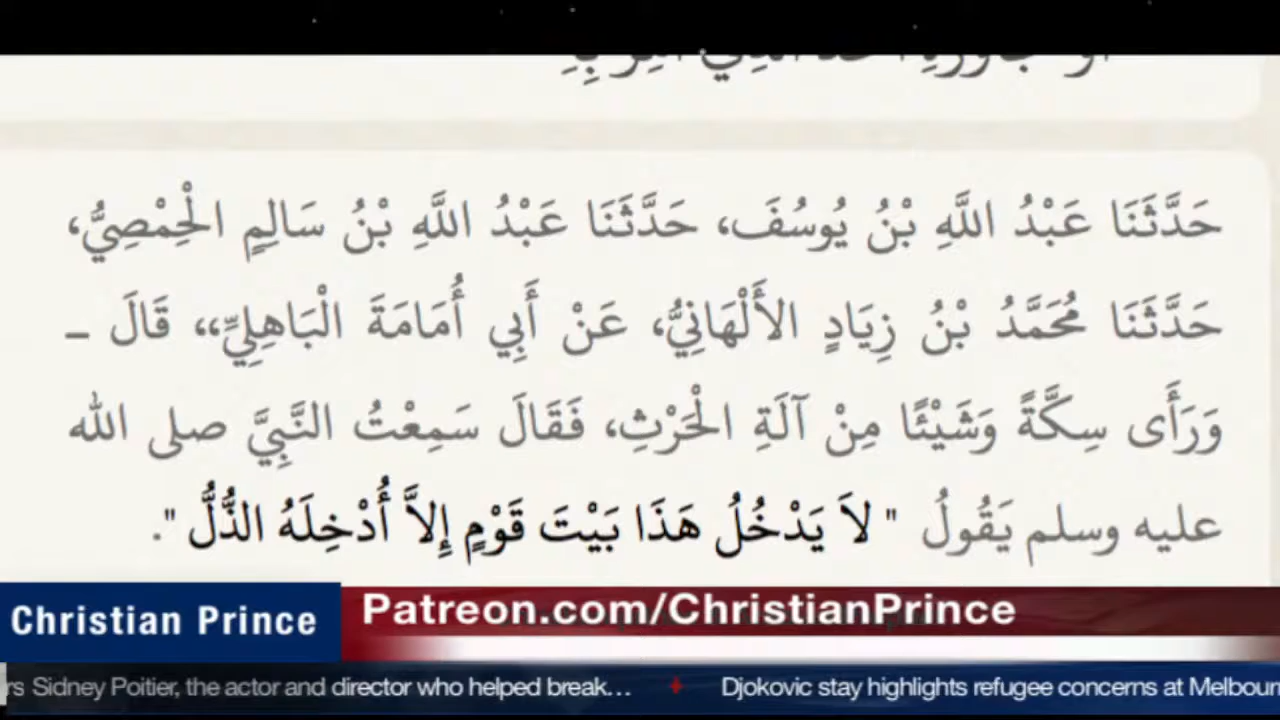 حَدَّثَنَا عَبْدُ اللَّهِ بْنُ يُوسُفَ، حَدَّثَنَا عَبْدُ اللَّهِ بْنُ سَالِمٍ الْحِمْصِيُّ،
حَدَّثَنَا مُحَمَّدُ بْنُ زِيَادٍ الأَلْهَانِيُّ، عَنْ أَبِي أُمَامَةَ الْبَاهِلِيِّ،، قَالَ ـ
وَرَأَى سِكَّةً وَشَيْئًا مِنْ آلَةِ الْحَرْثِ، فَقَالَ سَمِعْتُ النَّبِيَّ صلى الله
عليه وسلم يَقُولُ " لاَ يَدْخُلُ هَذَا بَيْتَ قَوْمٍ إِلاَّ أُدْخِلَهُ الذُّلُّ ".
Christian Prince
Patreon.com/ChristianPrince
Sidney Poitier, the actor and director who helped break... Djokovic stay highlights refugee concerns at